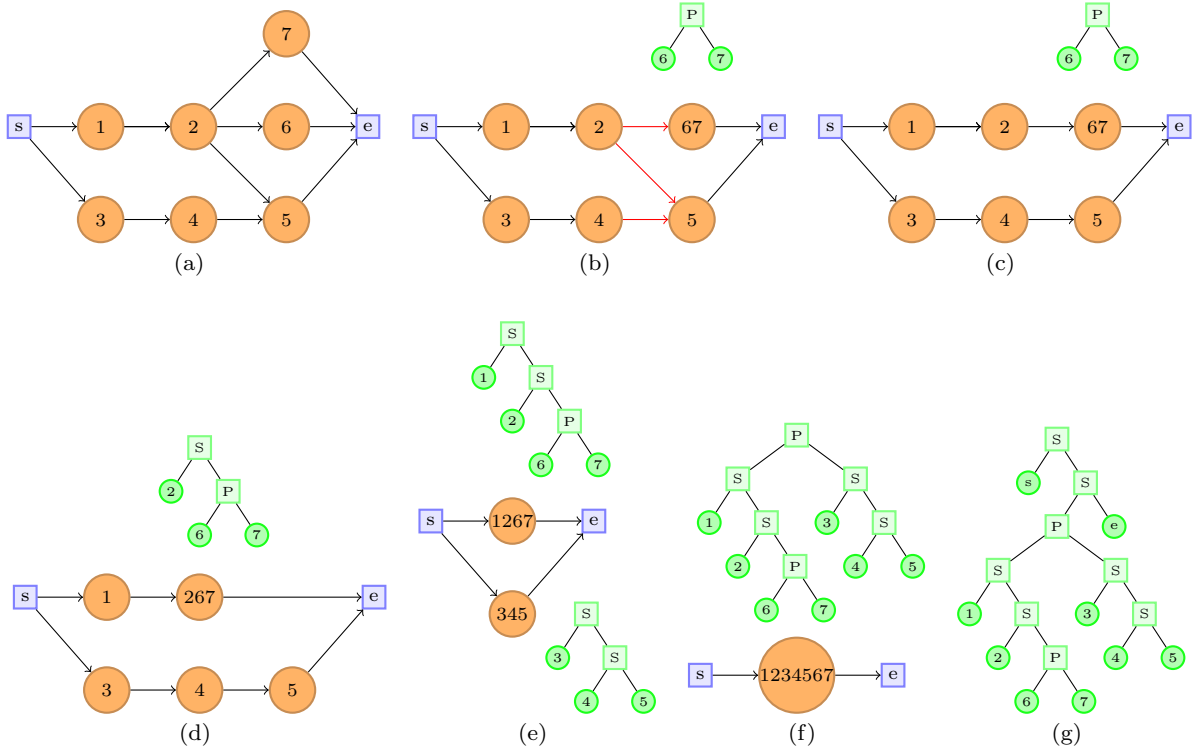 7
P
6 7
s 1 2 6 e
3 4 5
(a)
s 1 2 67 e
3 4 5
(b)
P
6 7
s 1 2 67 e
3 4 5
(c)
S
2 P
6 7
s 1 267 e
3 4 5
(d)
S
1 S
2 P
6 7
s 1267 e
345
S
3 S
4 5
(e)
P
S S
1 S 3 S
2 P 4 5
6 7
s 1234567 e
(f)
S
s S
P e
S S
1 S 3 S
2 P 4 5
6 7
(g)